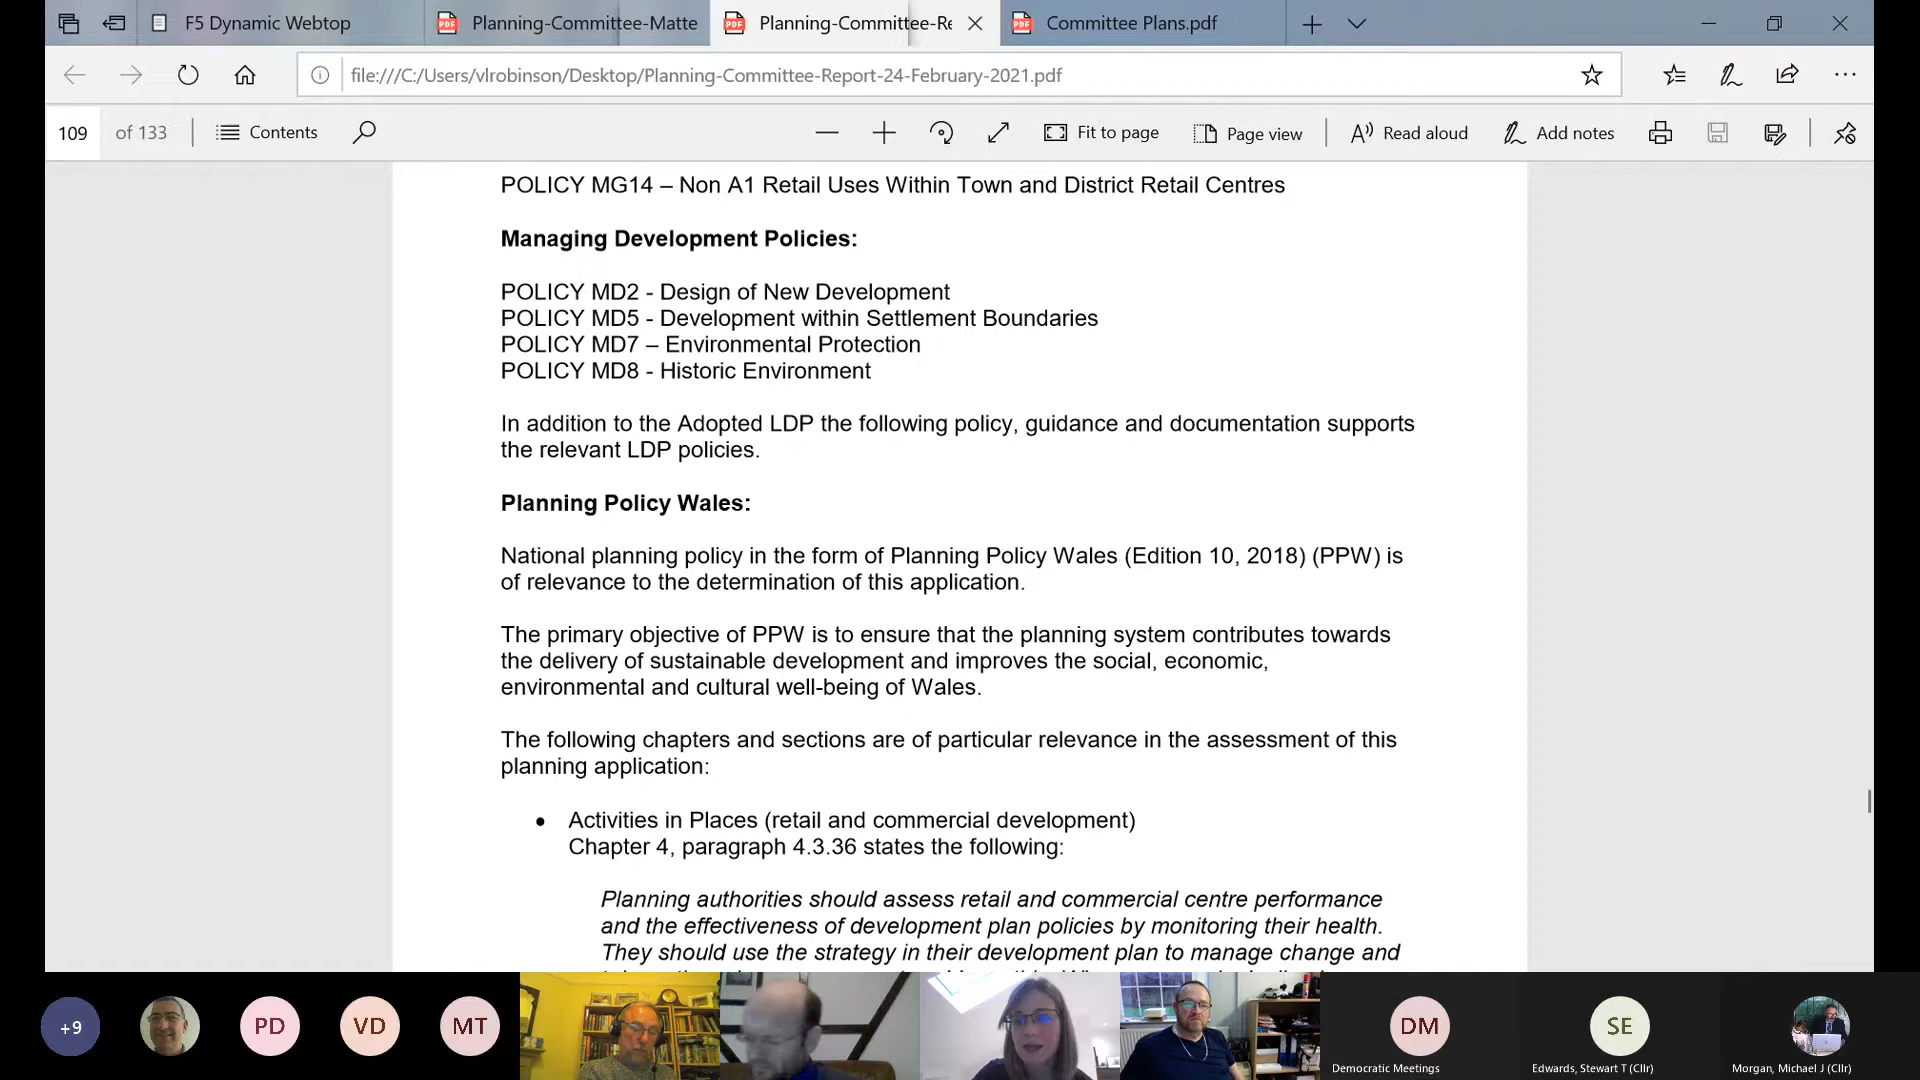 F5 Dynamic Webtop
Planning-Committee-Matte
Planning-Committee-Re
Committee Plans.pdf
file:///C:/Users/vlrobinson/Desktop/Planning-Committee-Report-24-February-2021.pdf
109 of 133
Contents
Fit to page
Page view
Read aloud
Add notes
POLICY MG14 – Non A1 Retail Uses Within Town and District Retail Centres
Managing Development Policies:
POLICY MD2 - Design of New Development
POLICY MD5 - Development within Settlement Boundaries
POLICY MD7 – Environmental Protection
POLICY MD8 - Historic Environment
In addition to the Adopted LDP the following policy, guidance and documentation supports
the relevant LDP policies.
Planning Policy Wales:
National planning policy in the form of Planning Policy Wales (Edition 10, 2018) (PPW) is
of relevance to the determination of this application.
The primary objective of PPW is to ensure that the planning system contributes towards
the delivery of sustainable development and improves the social, economic,
environmental and cultural well-being of Wales.
The following chapters and sections are of particular relevance in the assessment of this
planning application:
• Activities in Places (retail and commercial development)
Chapter 4, paragraph 4.3.36 states the following:
Planning authorities should assess retail and commercial centre performance
and the effectiveness of development plan policies by monitoring their health.
They should use the strategy in their development plan to manage change and
+9
PD
VD
MT
DM
SE
Democratic Meetings
Edwards, Stewart T (Cllr)
Morgan, Michael J (Cllr)